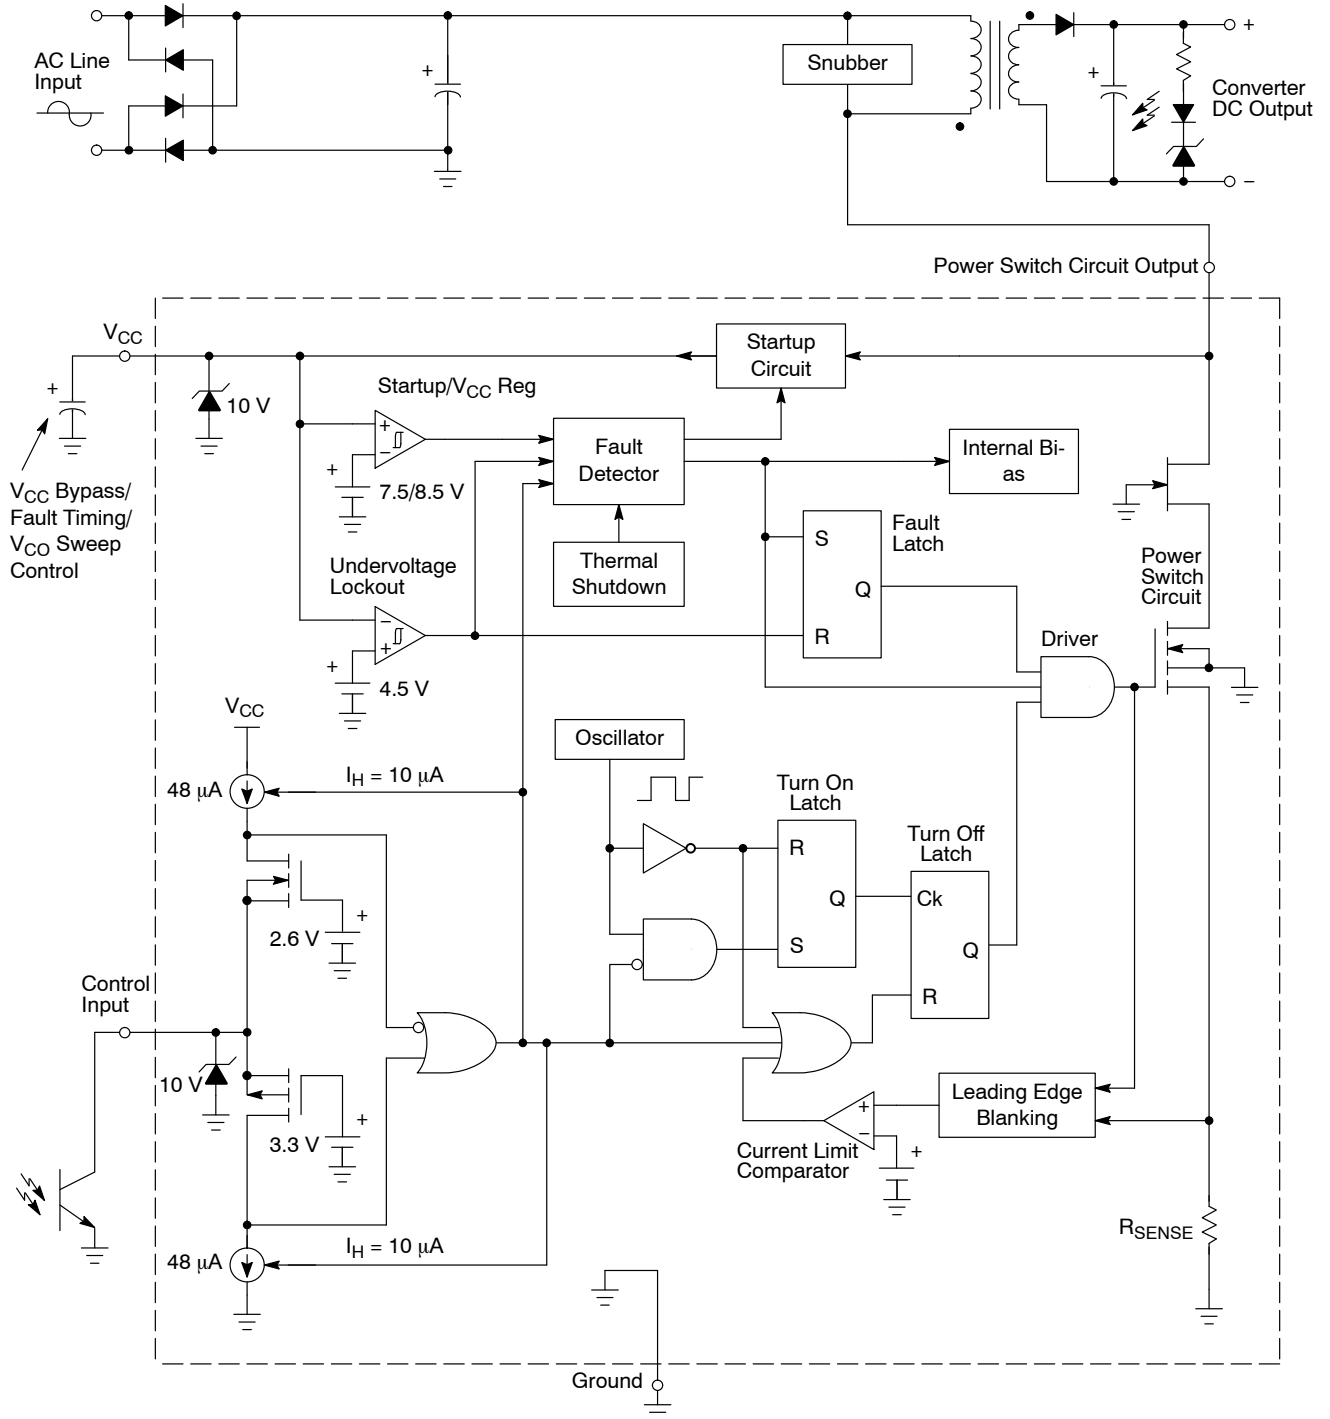 AC Line
Input
+
Snubber
+
+
Converter
DC Output
−
Power Switch Circuit Output
VCC
Startup
Circuit
+
10 V
Startup/VCC Reg
+
−
+
7.5/8.5 V
Fault
Detector
Internal Bi-
as
VCC Bypass/
Fault Timing/
VCO Sweep
Control
Undervoltage
Lockout
Thermal
Shutdown
S
Q
R
Fault
Latch
Power
Switch
Circuit
−
+
+
4.5 V
Driver
VCC
48 μA
IH = 10 μA
Oscillator
Turn On
Latch
R
Q
S
Turn Off
Latch
Ck
Q
R
+
2.6 V
Control
Input
10 V
+
3.3 V
Leading Edge
Blanking
+
−
+
Current Limit
Comparator
RSENSE
48 μA
IH = 10 μA
Ground